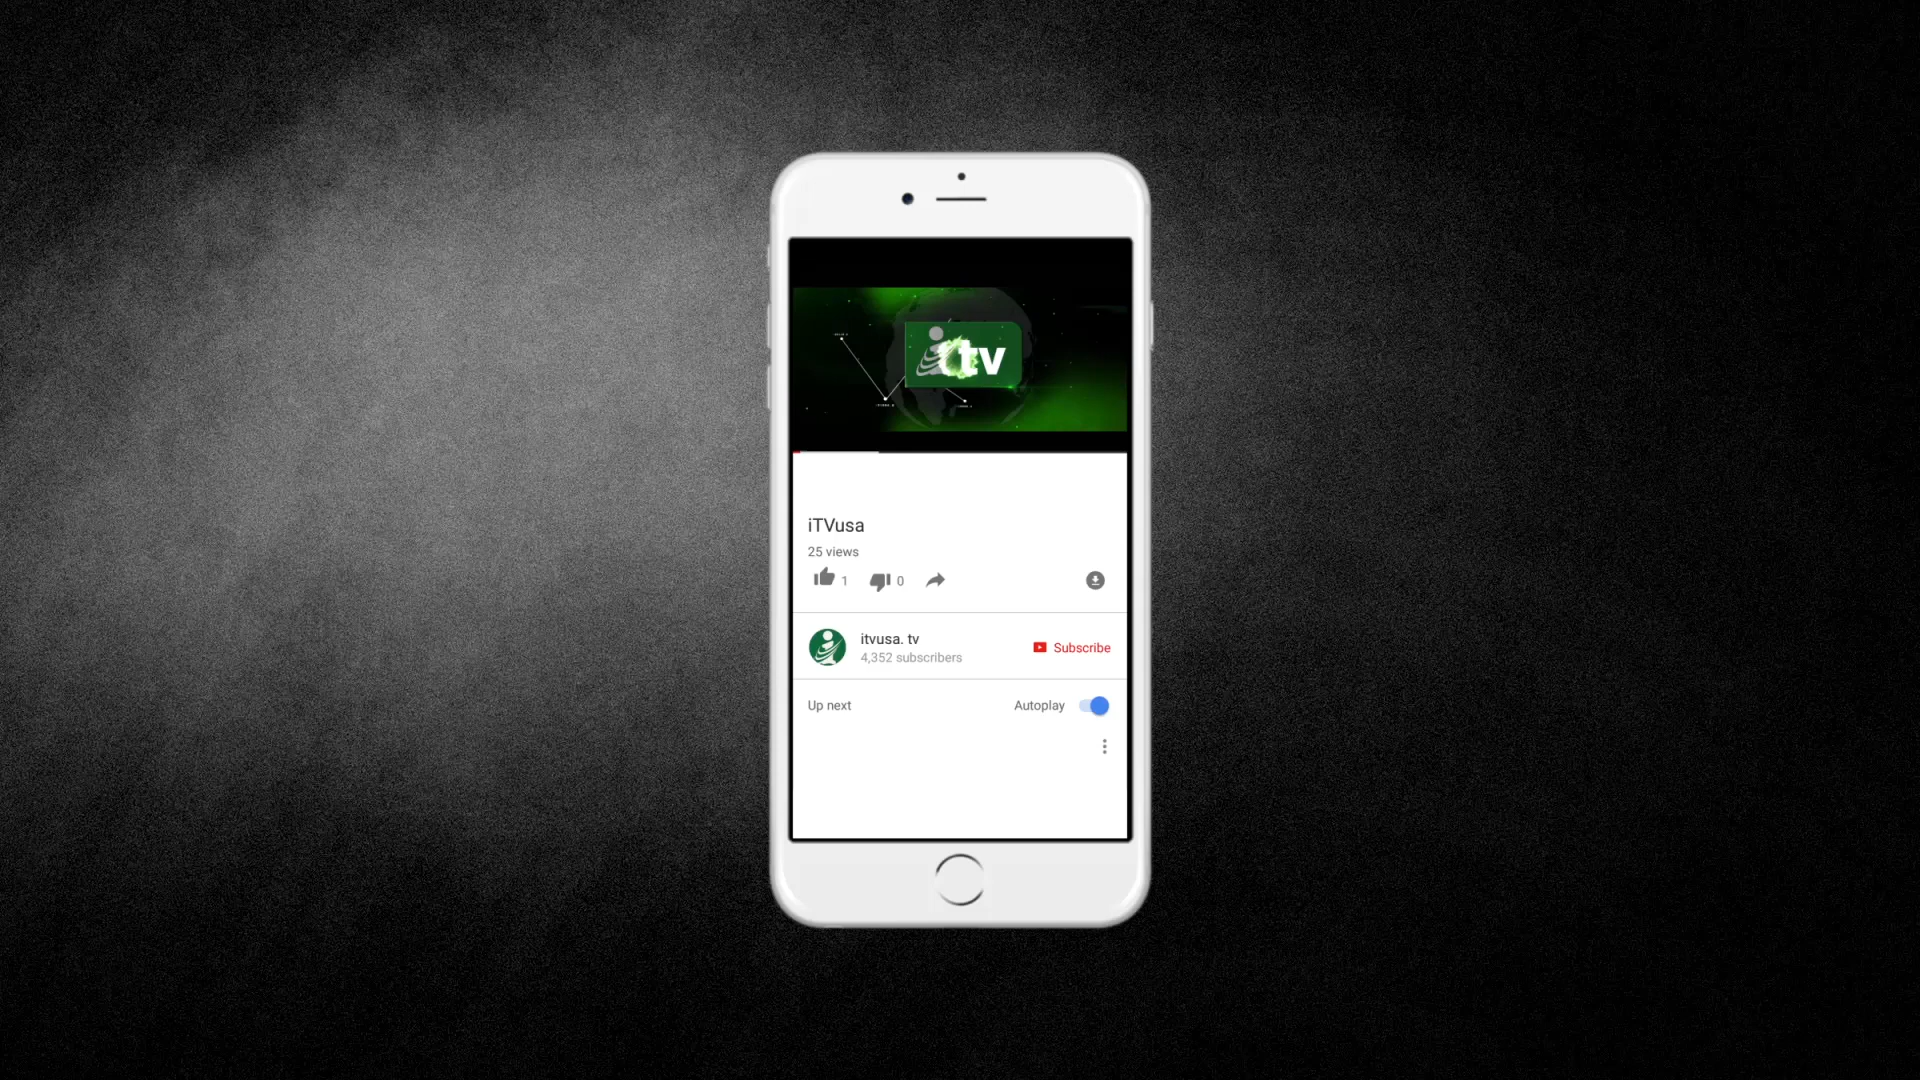 itv
iTVusa
25 views
1
0
itvusa. tv
4,352 subscribers
Subscribe
Up next
Autoplay